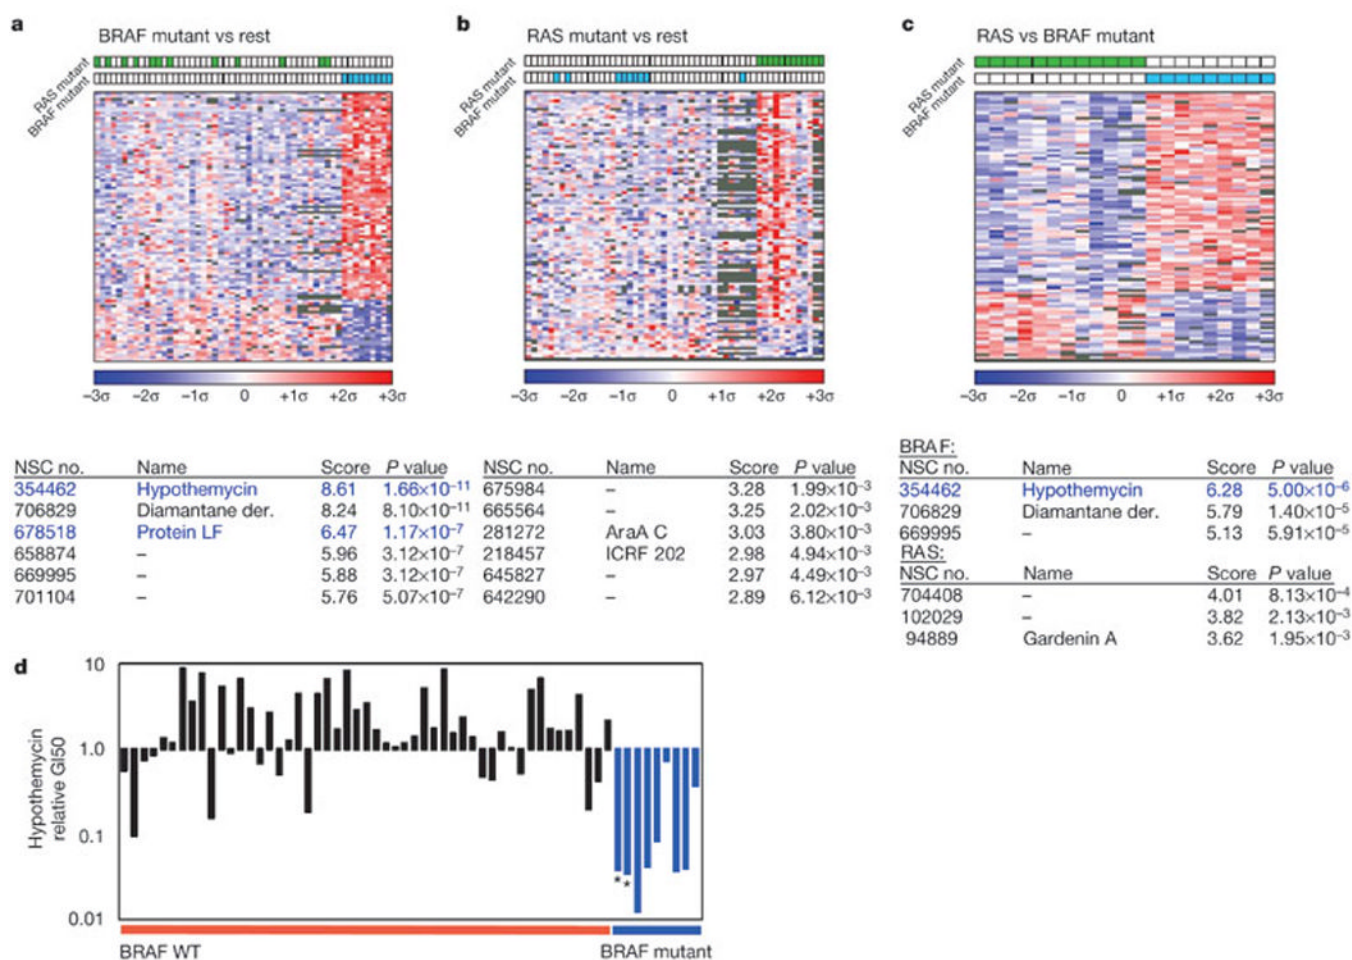 a
BRAF mutant vs rest
RAS mutant
BRAF mutant
−3σ −2σ −1σ 0 +1σ +2σ +3σ
NSC no. Name Score P value
354462 Hypothemycin 8.61 1.66×10⁻¹¹
706829 Diamantane der. 8.24 8.10×10⁻¹¹
678518 Protein LF 6.47 1.17×10⁻⁷
658874 – 5.96 3.12×10⁻⁷
669995 – 5.88 3.12×10⁻⁷
701104 – 5.76 5.07×10⁻⁷
b
RAS mutant vs rest
RAS mutant
BRAF mutant
−3σ −2σ −1σ 0 +1σ +2σ +3σ
NSC no. Name Score P value
675984 – 3.28 1.99×10⁻³
665564 – 3.25 2.02×10⁻³
281272 AraA C 3.03 3.80×10⁻³
218457 ICRF 202 2.98 4.94×10⁻³
645827 – 2.97 4.49×10⁻³
642290 – 2.89 6.12×10⁻³
c
RAS vs BRAF mutant
RAS mutant
BRAF mutant
−3σ −2σ −1σ 0 +1σ +2σ +3σ
BRAF:
NSC no. Name Score P value
354462 Hypothemycin 6.28 5.00×10⁻⁶
706829 Diamantane der. 5.79 1.40×10⁻⁵
669995 – 5.13 5.91×10⁻⁵
RAS:
NSC no. Name Score P value
704408 – 4.01 8.13×10⁻⁴
102029 – 3.82 2.13×10⁻³
94889 Gardenin A 3.62 1.95×10⁻³
d
Hypothemycin
relative GI50
10
1.0
0.1
0.01
* *
BRAF WT BRAF mutant